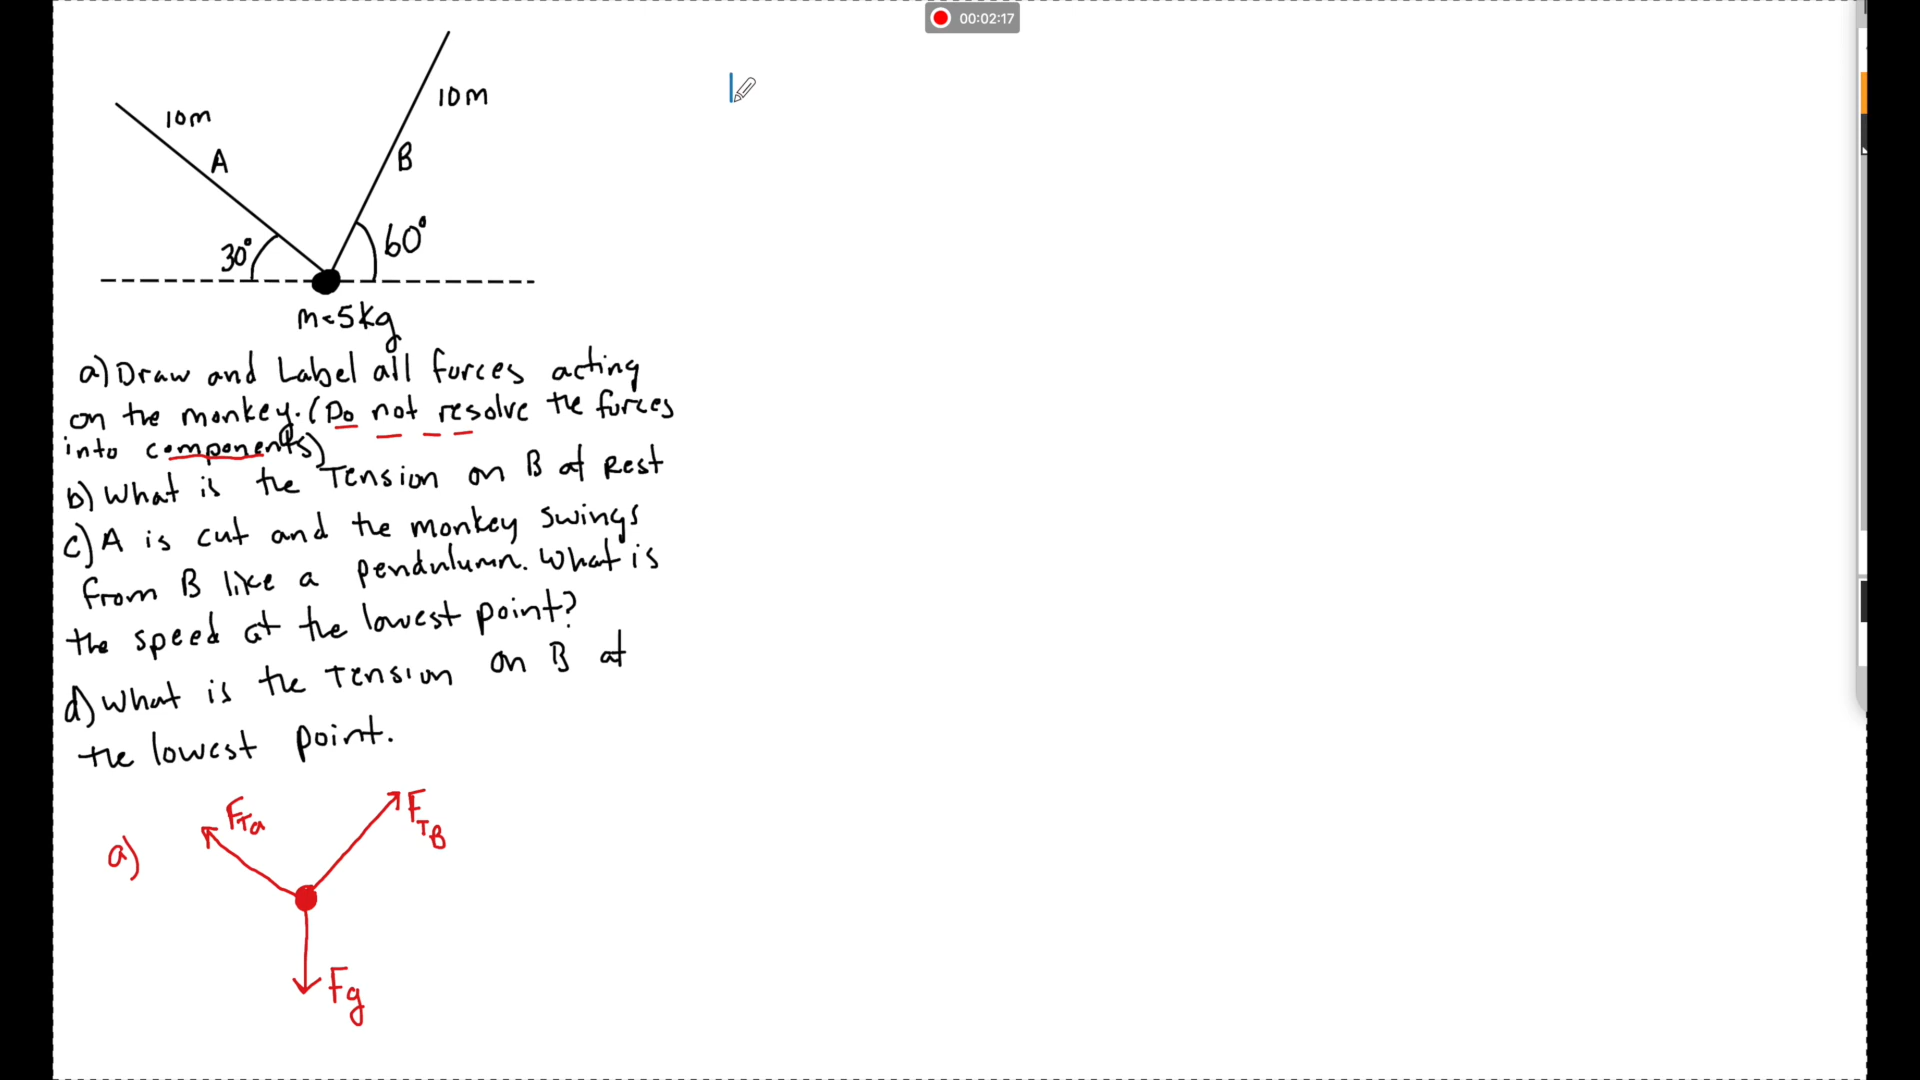 00:02:17
10m
10m
A
B
30°
60°
m=5kg
a) Draw and Label all forces acting
on the monkey. (Do not resolve the forces
into components)
b) What is the Tension on B at Rest
c) A is cut and the monkey swings
from B like a pendulumn. What is
the speed at the lowest point?
d) What is the Tension on B at
the lowest point.
a)
FTa
FTB
Fg